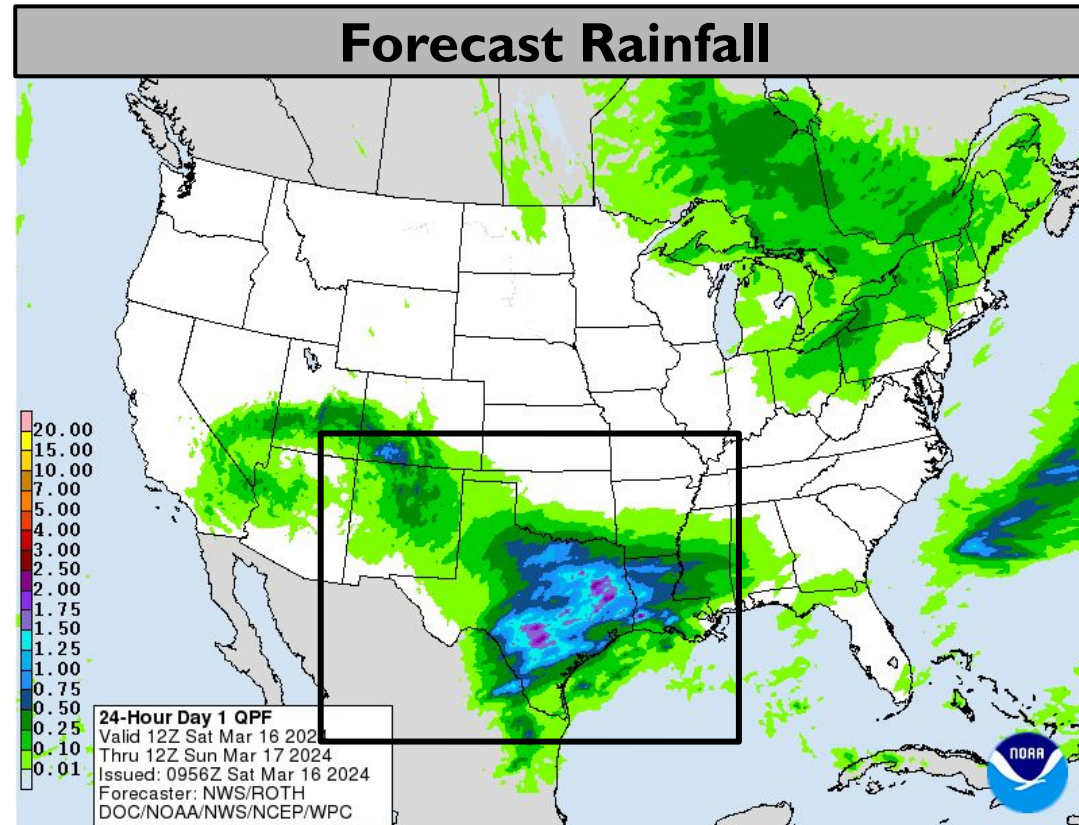 Forecast Rainfall
20.00
15.00
10.00
7.00
5.00
4.00
3.00
2.50
2.00
1.75
1.50
1.25
1.00
0.75
0.50
0.25
0.10
0.01
24-Hour Day 1 QPF
Valid 12Z Sat Mar 16 2024
Thru 12Z Sun Mar 17 2024
Issued: 0956Z Sat Mar 16 2024
Forecaster: NWS/ROTH
DOC/NOAA/NWS/NCEP/WPC
NOAA